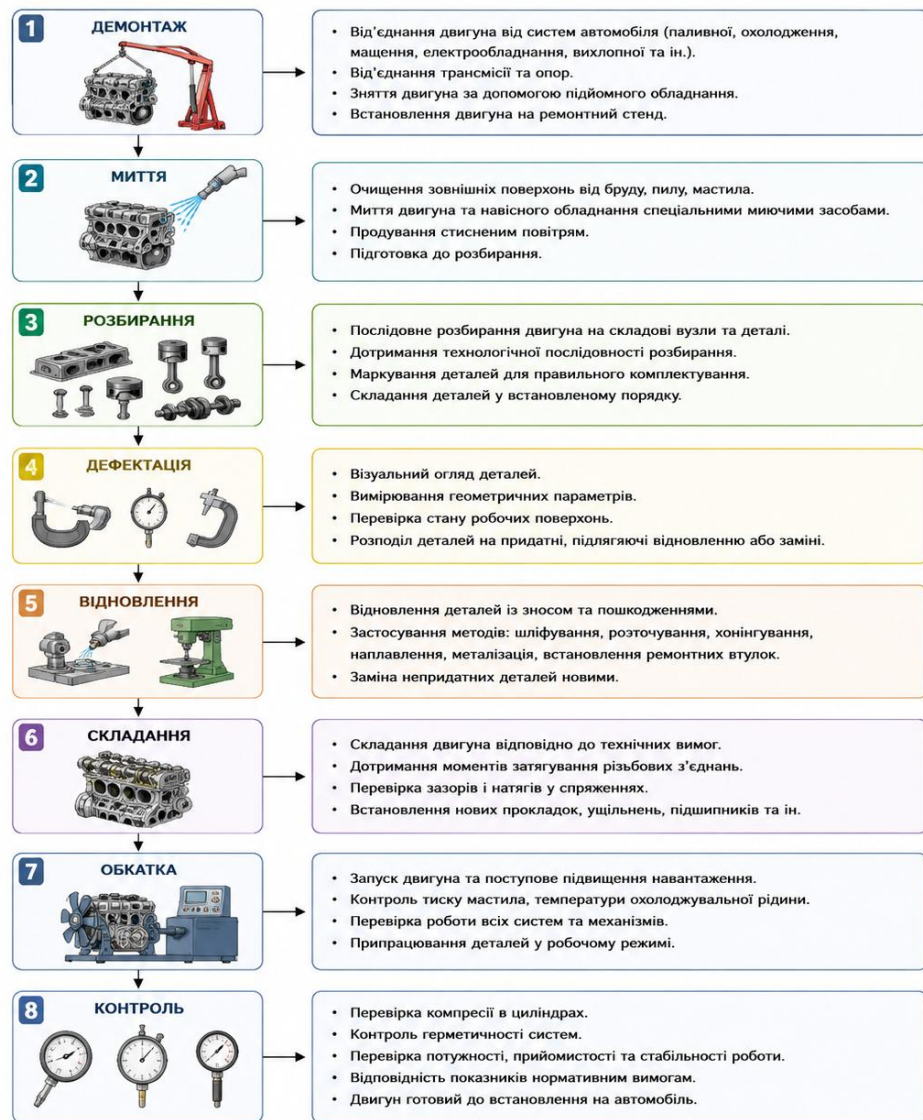 1 ДЕМОНТАЖ
• Від’єднання двигуна від систем автомобіля (паливної, охолодження,
мащення, електрообладнання, вихлопної та ін.).
• Від’єднання трансмісії та опор.
• Зняття двигуна за допомогою підйомного обладнання.
• Встановлення двигуна на ремонтний стенд.
2 МИТТЯ
• Очищення зовнішніх поверхонь від бруду, пилу, мастила.
• Миття двигуна та навісного обладнання спеціальними миючими засобами.
• Продування стисненим повітрям.
• Підготовка до розбирання.
3 РОЗБИРАННЯ
• Послідовне розбирання двигуна на складові вузли та деталі.
• Дотримання технологічної послідовності розбирання.
• Маркування деталей для правильного комплектування.
• Складання деталей у встановленому порядку.
4 ДЕФЕКТАЦІЯ
• Візуальний огляд деталей.
• Вимірювання геометричних параметрів.
• Перевірка стану робочих поверхонь.
• Розподіл деталей на придатні, підлягаючі відновленню або заміні.
5 ВІДНОВЛЕННЯ
• Відновлення деталей із зносом та пошкодженнями.
• Застосування методів: шліфування, розточування, хонінгування,
наплавлення, металізація, встановлення ремонтних втулок.
• Заміна непридатних деталей новими.
6 СКЛАДАННЯ
• Складання двигуна відповідно до технічних вимог.
• Дотримання моментів затягування різьбових з’єднань.
• Перевірка зазорів і натягів у спряженнях.
• Встановлення нових прокладок, ущільнень, підшипників та ін.
7 ОБКАТКА
• Запуск двигуна та поступове підвищення навантаження.
• Контроль тиску мастила, температури охолоджувальної рідини.
• Перевірка роботи всіх систем та механізмів.
• Припрацювання деталей у робочому режимі.
8 КОНТРОЛЬ
• Перевірка компресії в циліндрах.
• Контроль герметичності систем.
• Перевірка потужності, прийомистості та стабільності роботи.
• Відповідність показників нормативним вимогам.
• Двигун готовий до встановлення на автомобіль.